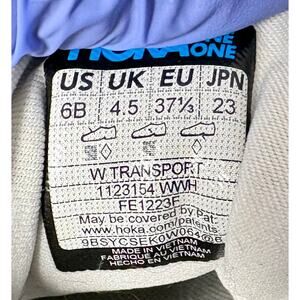 HOKA ONE ONE
US UK EU JPN
6B 4.5 37⅓ 23
W TRANSPORT
1123154 WWH
FE1223F
May be covered by Pat:
www.hoka.com/patents
MADE IN VIETNAM
FABRIQUÉ AU VIETNAM
HECHO EN VIETNAM